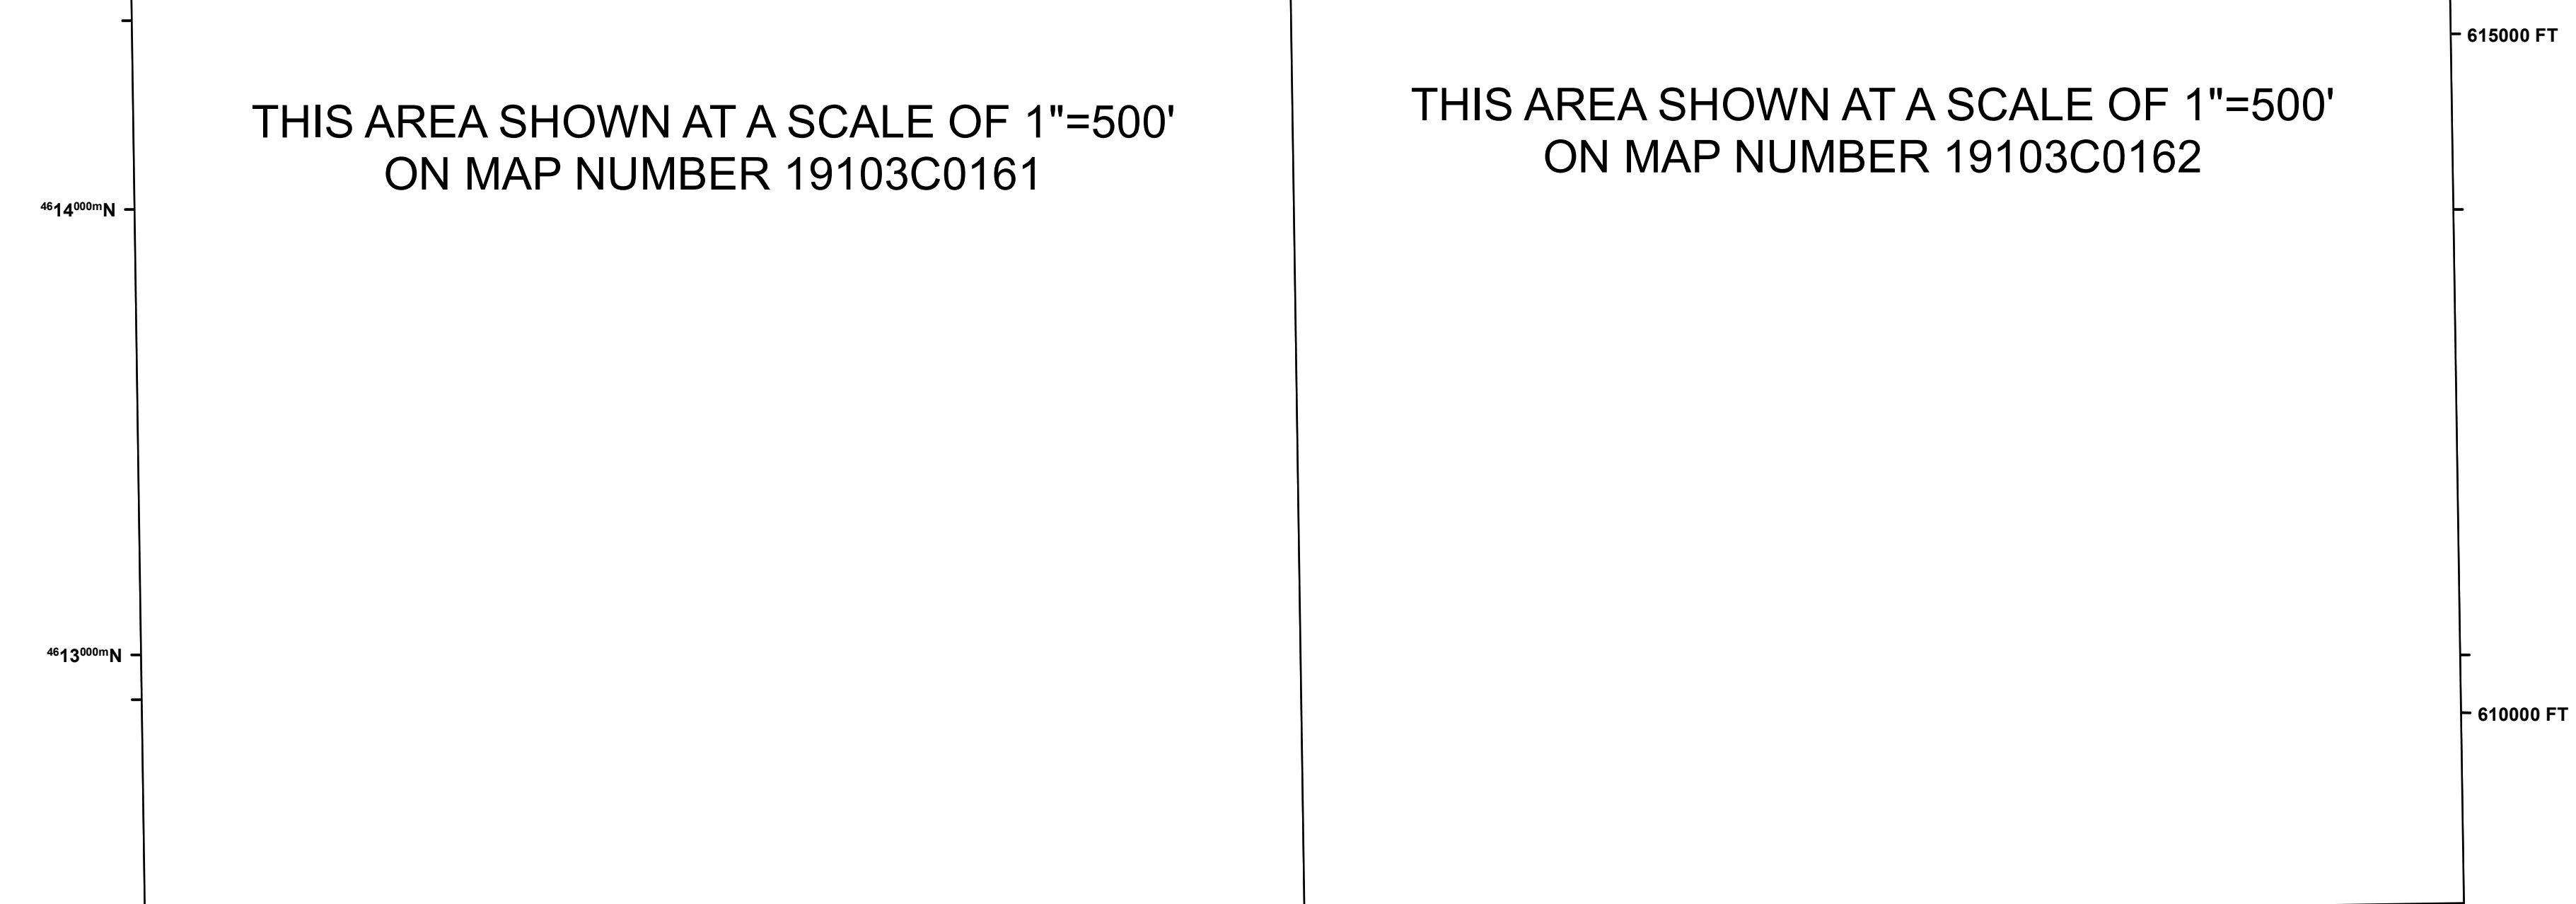 615000 FT
THIS AREA SHOWN AT A SCALE OF 1"=500'
ON MAP NUMBER 19103C0161
THIS AREA SHOWN AT A SCALE OF 1"=500'
ON MAP NUMBER 19103C0162
4614000mN
4613000mN
610000 FT